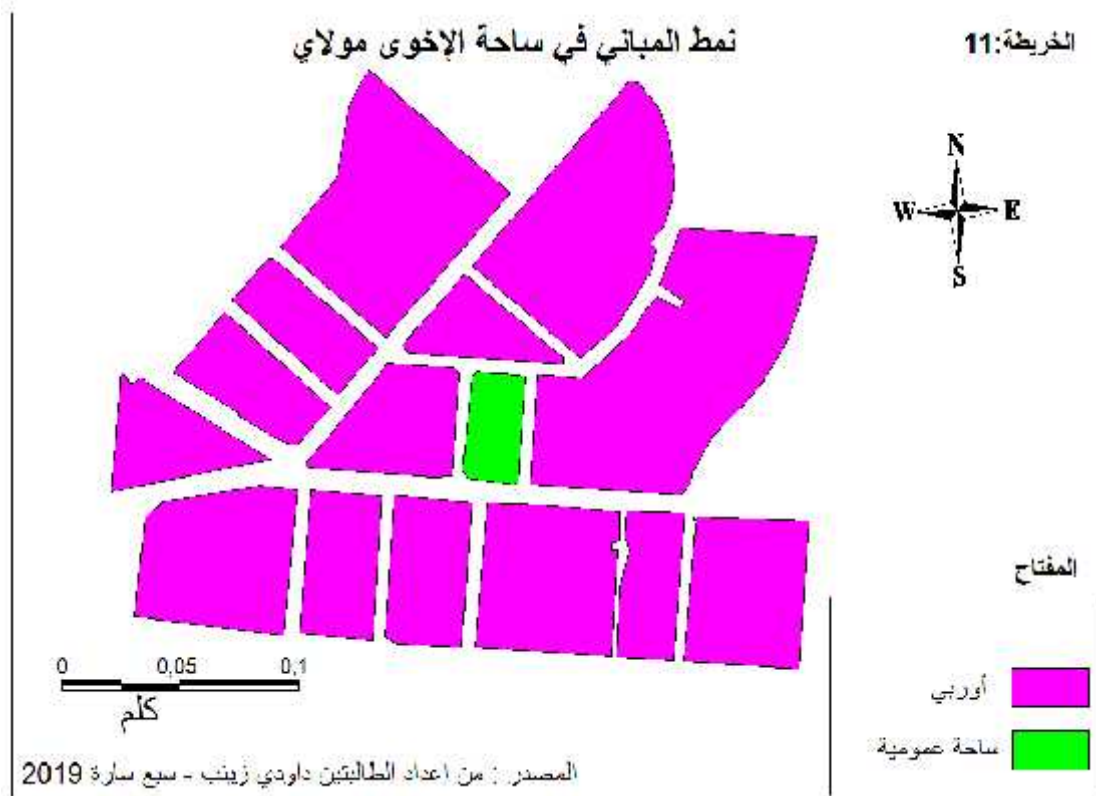 الخريطة:11
نمط المباني في ساحة الإخوى مولاي
N
W E
S
المفتاح
أوربي
ساحة عمومية
0 0,05 0,1
كلم
المصدر : من اعداد الطالبتين داودي زينب - سبع سارة 2019